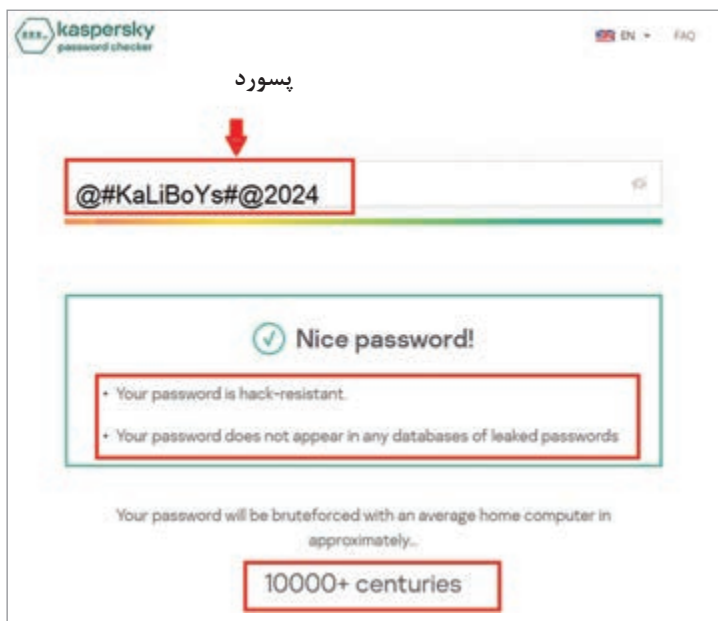 kaspersky
password checker
EN FAQ
پسورد
@#KaLiBoYs#@2024
Nice password!
• Your password is hack-resistant.
• Your password does not appear in any databases of leaked passwords
Your password will be bruteforced with an average home computer in
approximately...
10000+ centuries